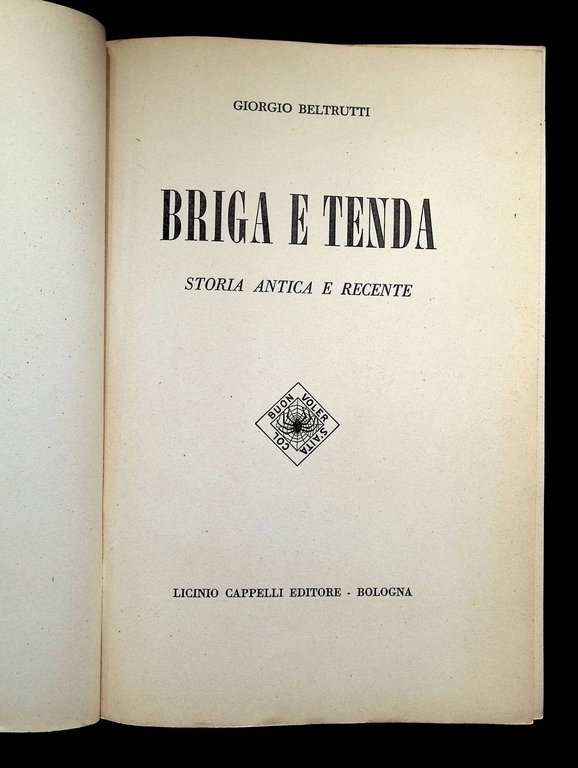 GIORGIO BELTRUTTI
BRIGA E TENDA
STORIA ANTICA E RECENTE
COL BUON VOLER S'AITA
LICINIO CAPPELLI EDITORE - BOLOGNA